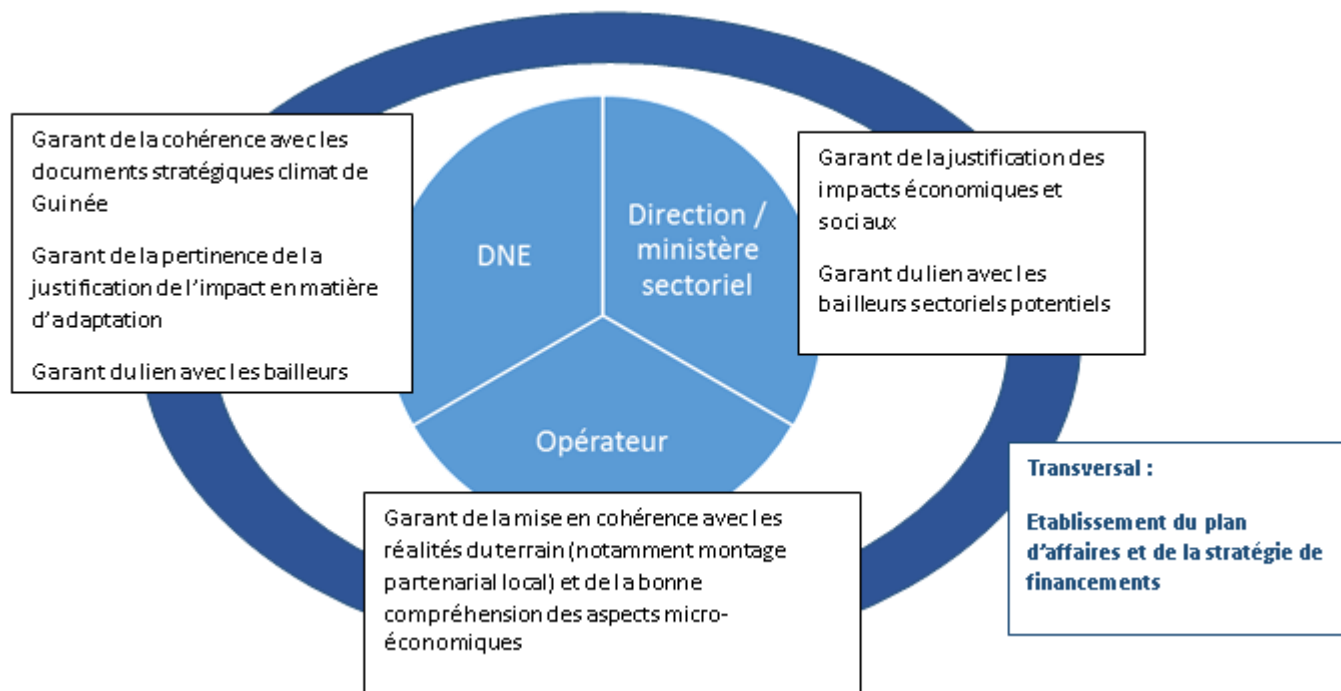 Garant de la cohérence avec les
documents stratégiques climat de
Guinée
Garant de la pertinence de la
justification de l'impact en matière
d'adaptation
Garant du lien avec les bailleurs
DNE
Direction /
ministère
sectoriel
Garant de la justification des
impacts économiques et
sociaux
Garant du lien avec les
bailleurs sectoriels potentiels
Opérateur
Garant de la mise en cohérence avec les
réalités du terrain (notamment montage
partenarial local) et de la bonne
compréhension des aspects micro-
économiques
Transversal :
Etablissement du plan
d'affaires et de la stratégie de
financements